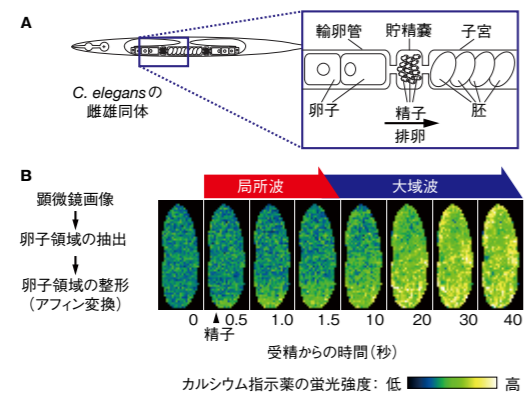 A
C. elegansの
雌雄同体
輸卵管 貯精嚢 子宮
卵子 精子 胚
排卵
B
局所波 大域波
顕微鏡画像
卵子領域の抽出
卵子領域の整形
(アフィン変換)
0 0.5 1.0 1.5 10 20 30 40
精子
受精からの時間(秒)
カルシウム指示薬の蛍光強度: 低 高